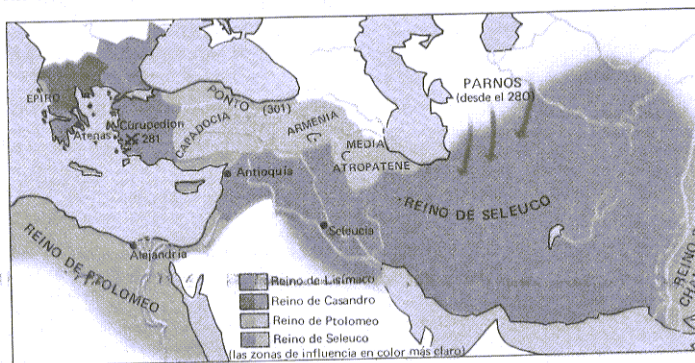 PARNOS
(desde el 280)
EPIRO
PONTO
(301)
Curupedion
281
Atenas
CAPADOCIA
ARMENIA
MEDIA
ATROPATENE
Antioquía
REINO DE SELEUCO
Seleucia
REINO DE PTOLOMEO
Alejandría
REINO
Reino de Lisímaco
Reino de Casandro
Reino de Ptolomeo
Reino de Seleuco
(las zonas de influencia en color más claro)